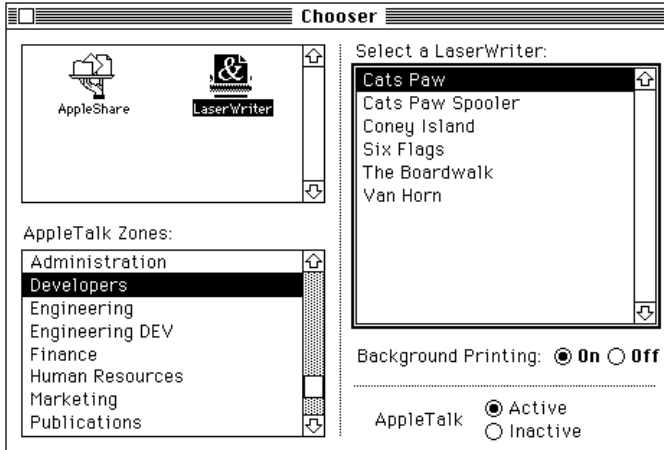 Chooser
AppleShare
&
LaserWriter
AppleTalk Zones:
Administration
Developers
Engineering
Engineering DEV
Finance
Human Resources
Marketing
Publications
Select a LaserWriter:
Cats Paw
Cats Paw Spooler
Coney Island
Six Flags
The Boardwalk
Van Horn
Background Printing: On Off
AppleTalk Active
Inactive